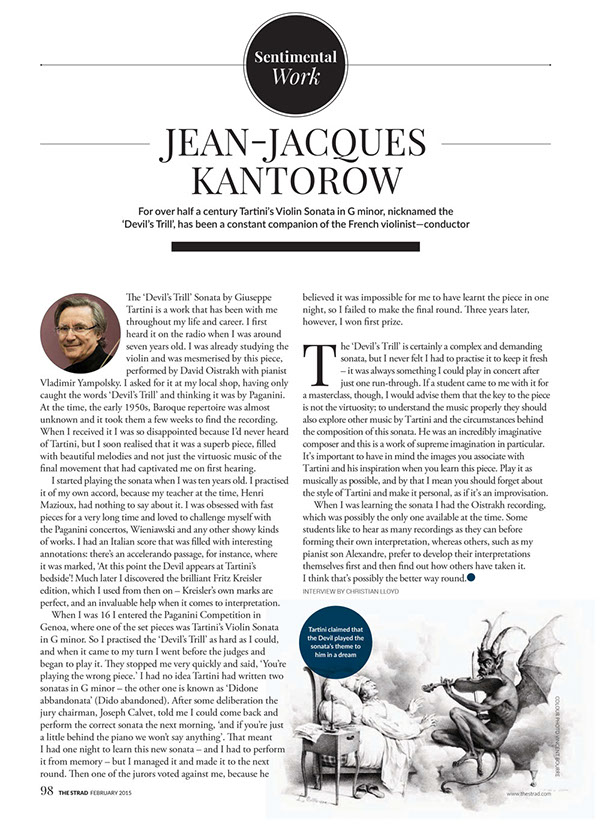 Sentimental
Work
JEAN-JACQUES
KANTOROW
For over half a century Tartini's Violin Sonata in G minor, nicknamed the
'Devil's Trill', has been a constant companion of the French violinist—conductor
The 'Devil's Trill' Sonata by Giuseppe
Tartini is a work that has been with me
throughout my life and career. I first
heard it on the radio when I was around
seven years old. I was already studying the
violin and was mesmerised by this piece,
performed by David Oistrakh with pianist
Vladimir Yampolsky. I asked for it at my local shop, having only
caught the words 'Devil's Trill' and thinking it was by Paganini.
At the time, the early 1950s, Baroque repertoire was almost
unknown and it took them a few weeks to find the recording.
When I received it I was so disappointed because I'd never heard
of Tartini, but I soon realised that it was a superb piece, filled
with beautiful melodies and not just the virtuosic music of the
final movement that had captivated me on first hearing.
I started playing the sonata when I was ten years old. I practised
it of my own accord, because my teacher at the time, Henri
Mazioux, had nothing to say about it. I was obsessed with fast
pieces for a very long time and loved to challenge myself with
the Paganini concertos, Wieniawski and any other showy kinds
of works. I had an Italian score that was filled with interesting
annotations: there's an accelerando passage, for instance, where
it was marked, 'At this point the Devil appears at Tartini's
bedside'! Much later I discovered the brilliant Fritz Kreisler
edition, which I used from then on – Kreisler's own marks are
perfect, and an invaluable help when it comes to interpretation.
When I was 16 I entered the Paganini Competition in
Genoa, where one of the set pieces was Tartini's Violin Sonata
in G minor. So I practised the 'Devil's Trill' as hard as I could,
and when it came to my turn I went before the judges and
began to play it. They stopped me very quickly and said, 'You're
playing the wrong piece.' I had no idea Tartini had written two
sonatas in G minor – the other one is known as 'Didone
abbandonata' (Dido abandoned). After some deliberation the
jury chairman, Joseph Calvet, told me I could come back and
perform the correct sonata the next morning, 'and if you're just
a little behind the piano we won't say anything'. That meant
I had one night to learn this new sonata – and I had to perform
it from memory – but I managed it and made it to the next
round. Then one of the jurors voted against me, because he
believed it was impossible for me to have learnt the piece in one
night, so I failed to make the final round. Three years later,
however, I won first prize.
The 'Devil's Trill' is certainly a complex and demanding
sonata, but I never felt I had to practise it to keep it fresh
– it was always something I could play in concert after
just one run-through. If a student came to me with it for
a masterclass, though, I would advise them that the key to the piece
is not the virtuosity; to understand the music properly they should
also explore other music by Tartini and the circumstances behind
the composition of this sonata. He was an incredibly imaginative
composer and this is a work of supreme imagination in particular.
It's important to have in mind the images you associate with
Tartini and his inspiration when you learn this piece. Play it as
musically as possible, and by that I mean you should forget about
the style of Tartini and make it personal, as if it's an improvisation.
When I was learning the sonata I had the Oistrakh recording,
which was possibly the only one available at the time. Some
students like to hear as many recordings as they can before
forming their own interpretation, whereas others, such as my
pianist son Alexandre, prefer to develop their interpretations
themselves first and then find out how others have taken it.
I think that's possibly the better way round.
INTERVIEW BY CHRISTIAN LLOYD
Tartini claimed that
the Devil played the
sonata's theme to
him in a dream
98 THE STRAD FEBRUARY 2015
www.thestrad.com